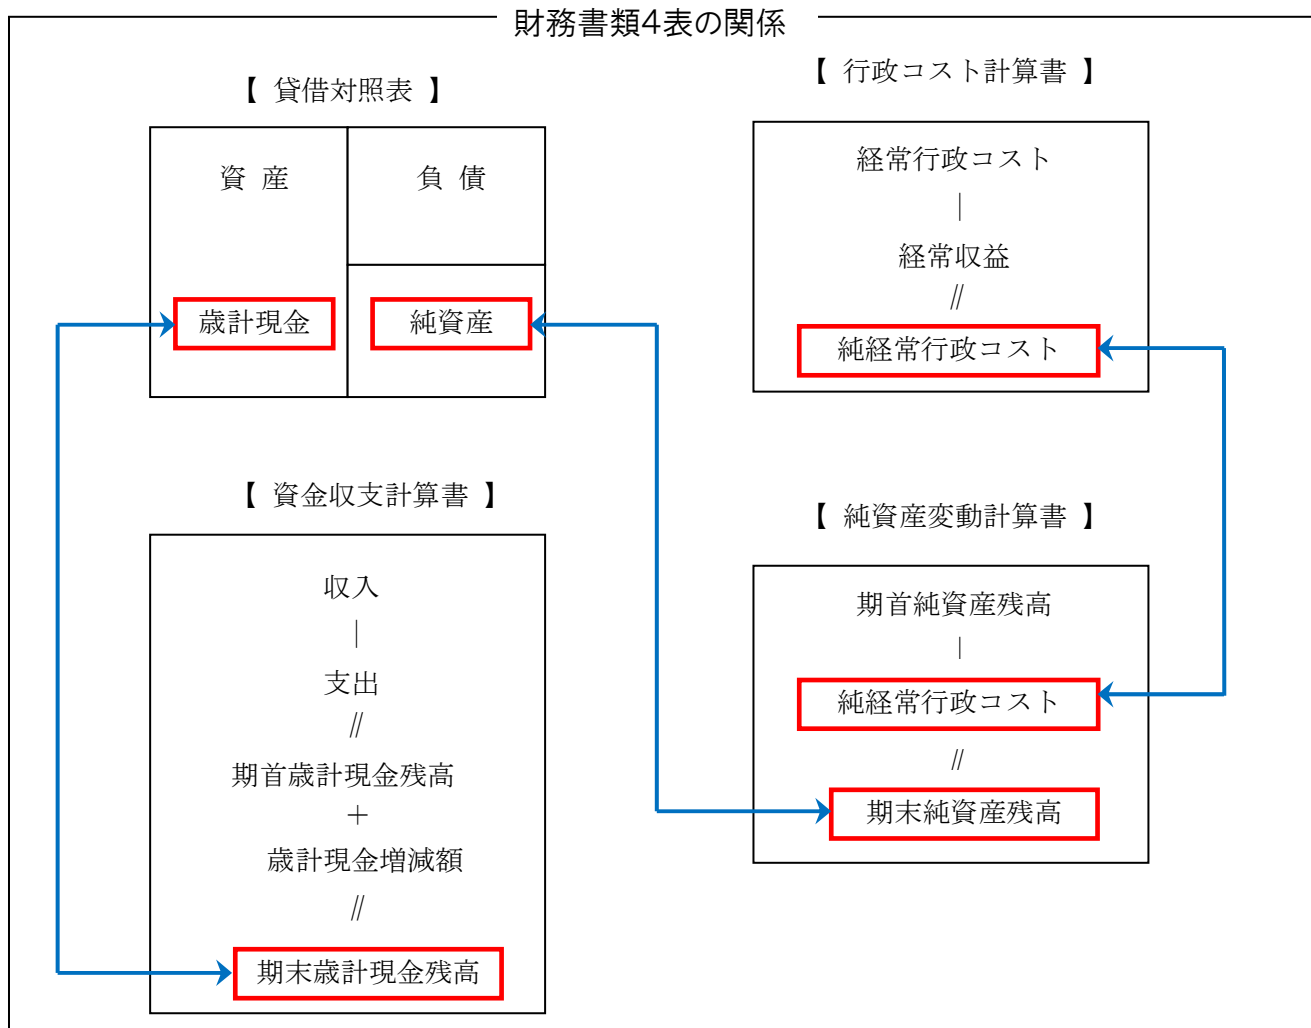 財務書類4表の関係
【 貸借対照表 】
資 産
負 債
歳計現金
純資産
【 行政コスト計算書 】
経常行政コスト
|
経常収益
//
純経常行政コスト
【 資金収支計算書 】
収入
|
支出
//
期首歳計現金残高
+
歳計現金増減額
//
期末歳計現金残高
【 純資産変動計算書 】
期首純資産残高
|
純経常行政コスト
//
期末純資産残高